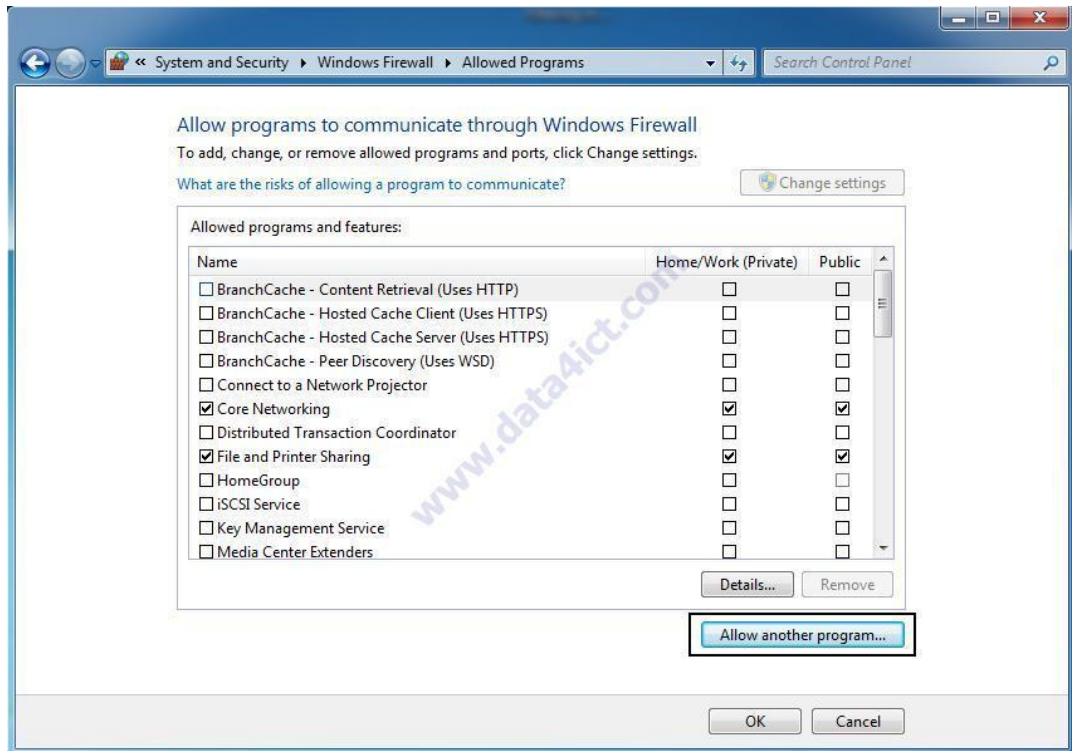 « System and Security ▸ Windows Firewall ▸ Allowed Programs
Search Control Panel
Allow programs to communicate through Windows Firewall
To add, change, or remove allowed programs and ports, click Change settings.
What are the risks of allowing a program to communicate?
Change settings
Allowed programs and features:
Name Home/Work (Private) Public
BranchCache - Content Retrieval (Uses HTTP)
BranchCache - Hosted Cache Client (Uses HTTPS)
BranchCache - Hosted Cache Server (Uses HTTPS)
BranchCache - Peer Discovery (Uses WSD)
Connect to a Network Projector
Core Networking
Distributed Transaction Coordinator
File and Printer Sharing
HomeGroup
iSCSI Service
Key Management Service
Media Center Extenders
www.data4ict.com
Details... Remove
Allow another program...
OK Cancel